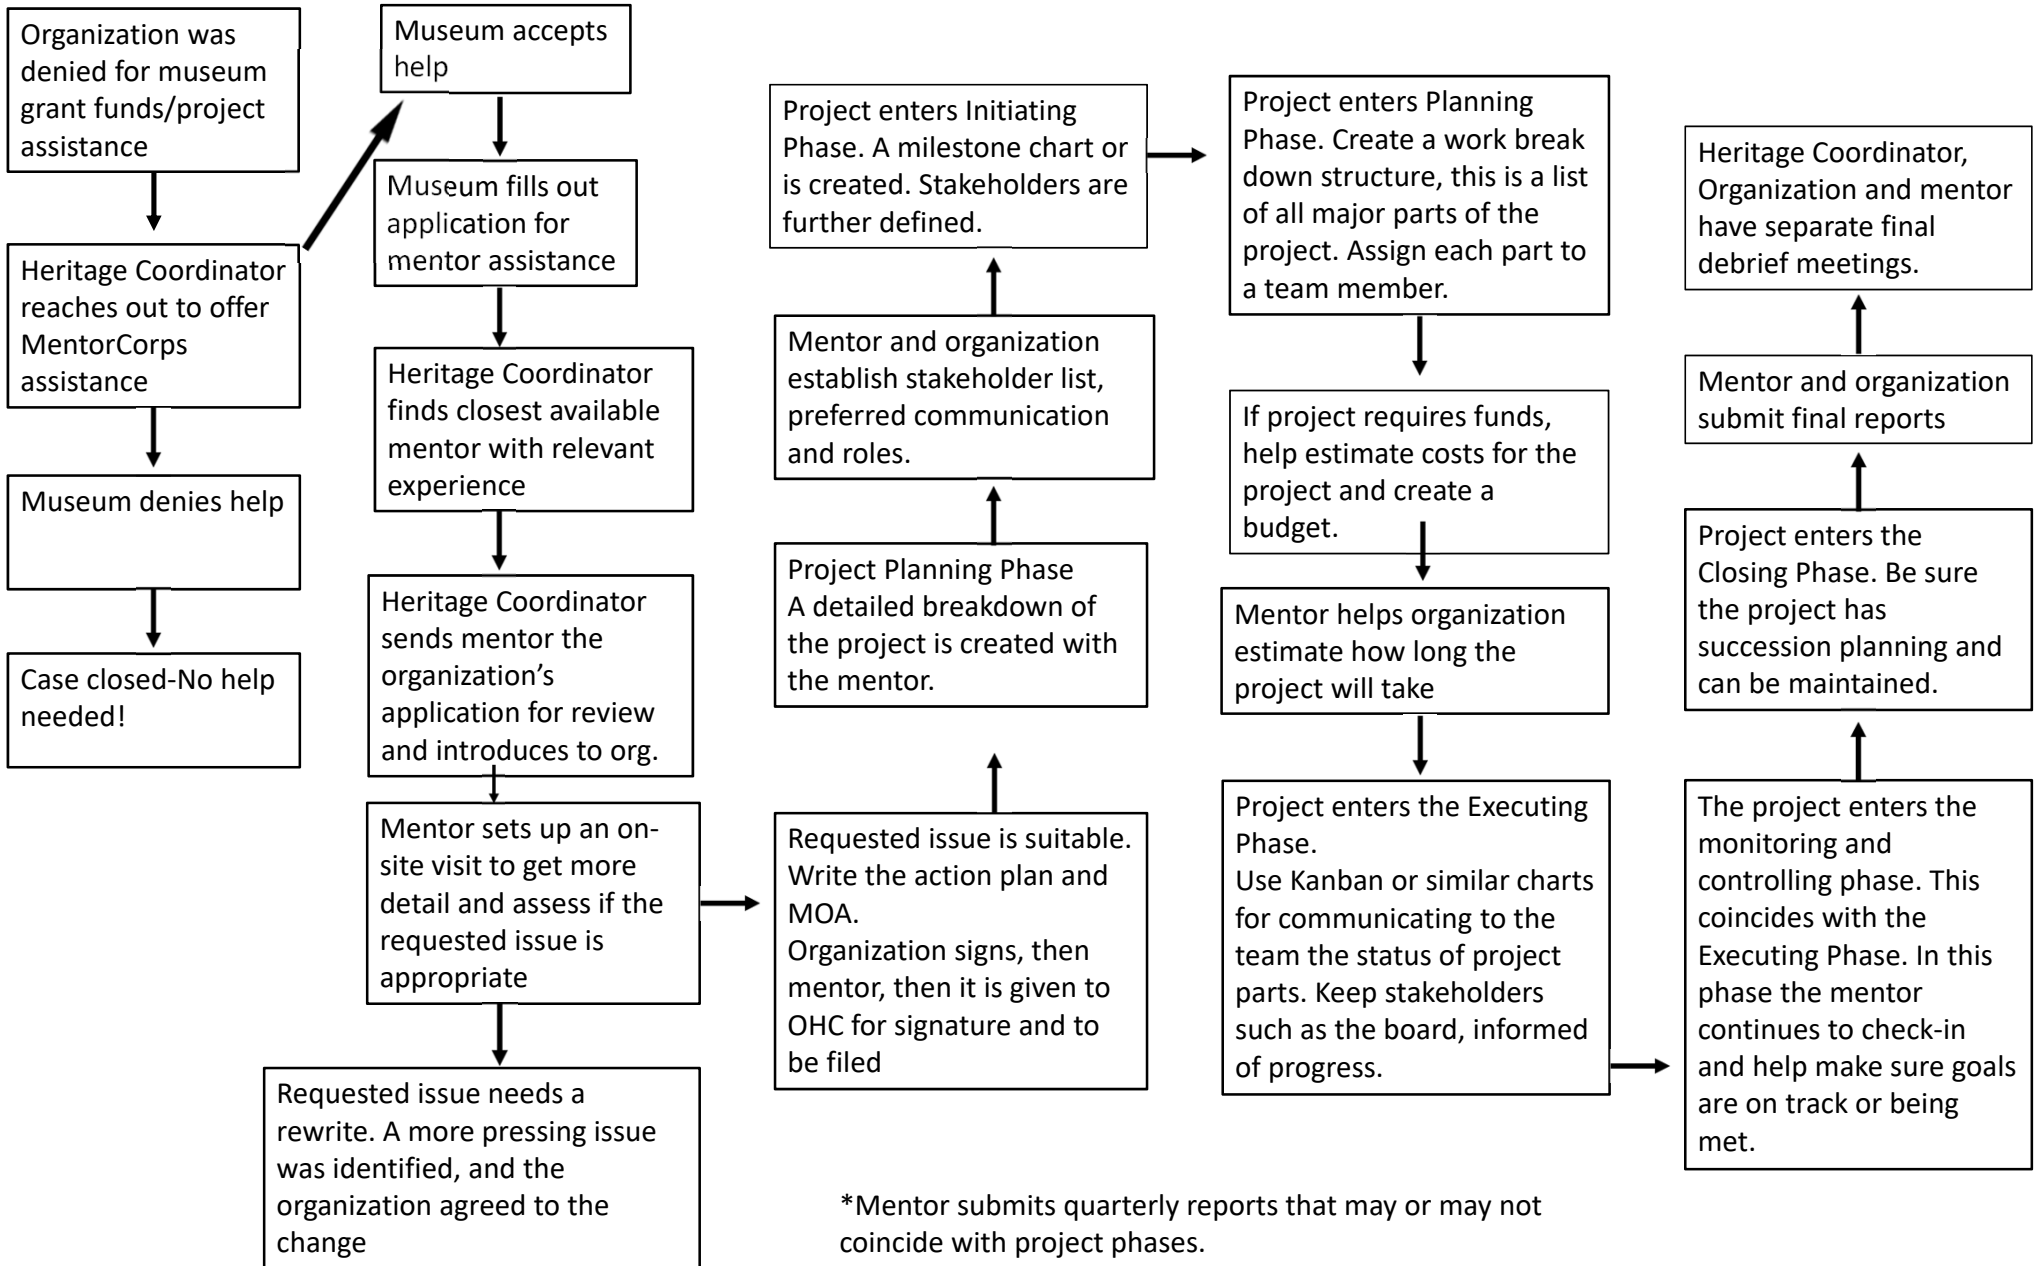 Organization was
denied for museum
grant funds/project
assistance
Heritage Coordinator
reaches out to offer
MentorCorps
assistance
Museum denies help
Case closed-No help
needed!
Museum accepts
help
Museum fills out
application for
mentor assistance
Heritage Coordinator
finds closest available
mentor with relevant
experience
Heritage Coordinator
sends mentor the
organization’s
application for review
and introduces to org.
Mentor sets up an on-
site visit to get more
detail and assess if the
requested issue is
appropriate
Requested issue needs a
rewrite. A more pressing issue
was identified, and the
organization agreed to the
change
Requested issue is suitable.
Write the action plan and
MOA.
Organization signs, then
mentor, then it is given to
OHC for signature and to
be filed
Project Planning Phase
A detailed breakdown of
the project is created with
the mentor.
Mentor and organization
establish stakeholder list,
preferred communication
and roles.
Project enters Initiating
Phase. A milestone chart or
is created. Stakeholders are
further defined.
Project enters Planning
Phase. Create a work break
down structure, this is a list
of all major parts of the
project. Assign each part to
a team member.
If project requires funds,
help estimate costs for the
project and create a
budget.
Mentor helps organization
estimate how long the
project will take
Project enters the Executing
Phase.
Use Kanban or similar charts
for communicating to the
team the status of project
parts. Keep stakeholders
such as the board, informed
of progress.
The project enters the
monitoring and
controlling phase. This
coincides with the
Executing Phase. In this
phase the mentor
continues to check-in
and help make sure goals
are on track or being
met.
Project enters the
Closing Phase. Be sure
the project has
succession planning and
can be maintained.
Mentor and organization
submit final reports
Heritage Coordinator,
Organization and mentor
have separate final
debrief meetings.
*Mentor submits quarterly reports that may or may not
coincide with project phases.